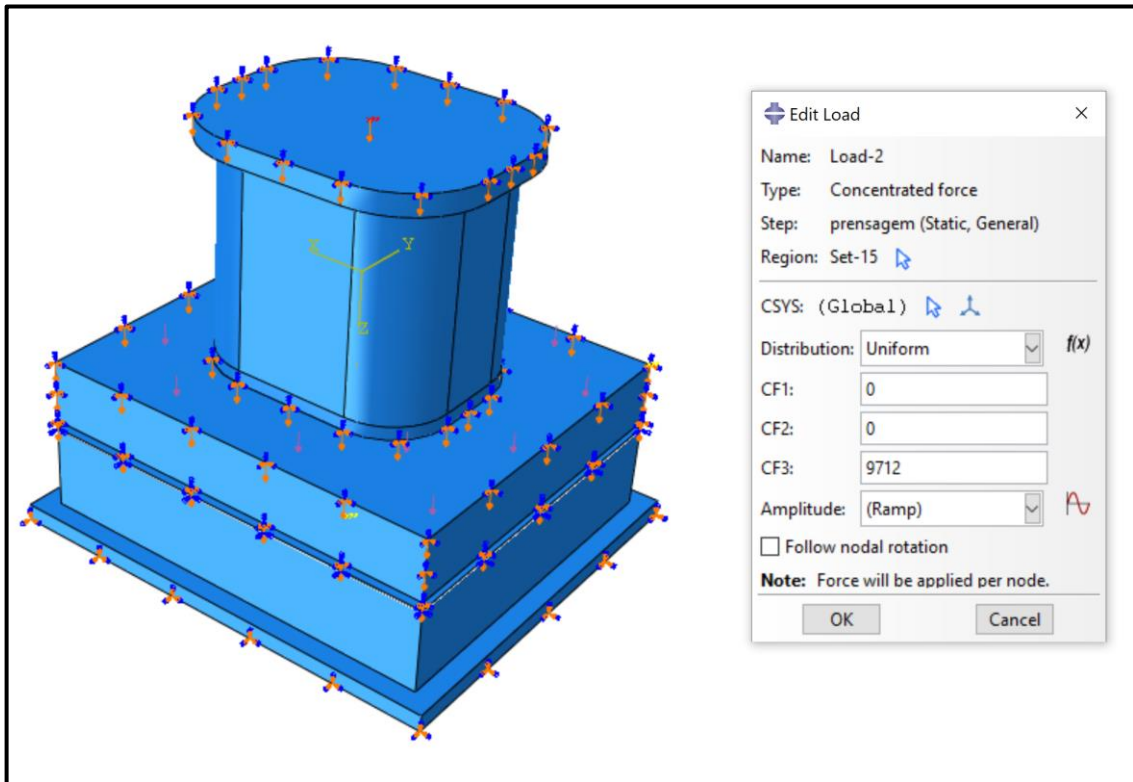 Edit Load
Name: Load-2
Type: Concentrated force
Step: prensagem (Static, General)
Region: Set-15
CSYS: (Global)
Distribution: Uniform f(x)
CF1: 0
CF2: 0
CF3: 9712
Amplitude: (Ramp)
Follow nodal rotation
Note: Force will be applied per node.
OK Cancel
X Y
Z